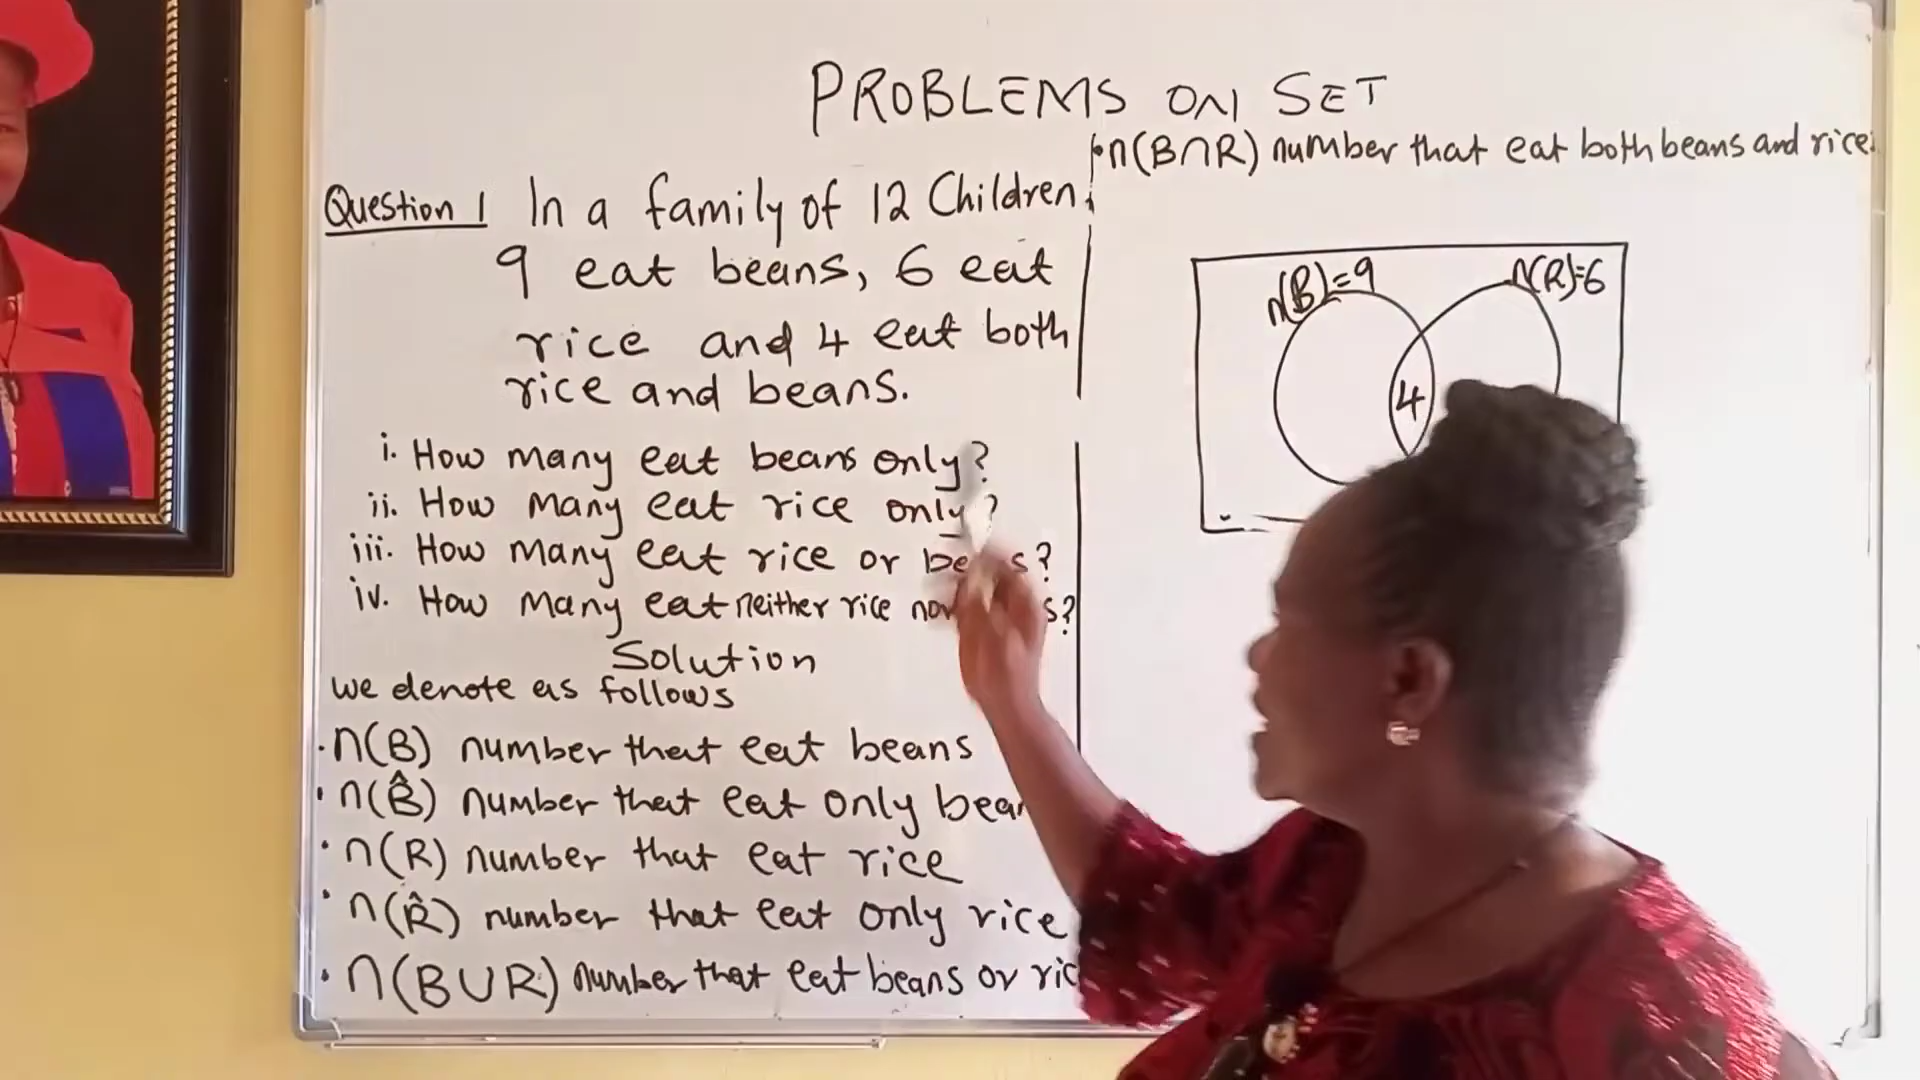 PROBLEMS ON SET
Question 1 In a family of 12 Children,
9 eat beans, 6 eat
rice and 4 eat both
rice and beans.
i. How many eat beans only?
ii. How many eat rice only?
iii. How many eat rice or ?
iv. How many eat neither rice ?
Solution
we denote as follows
• n(B) number that eat beans
• n(B̂) number that eat only
• n(R) number that eat rice
• n(R̂) number that eat only rice
• n(B∪R) number that eat beans or
• n(B∩R) number that eat both beans and rice.
n(B)=9
n(R)=6
4